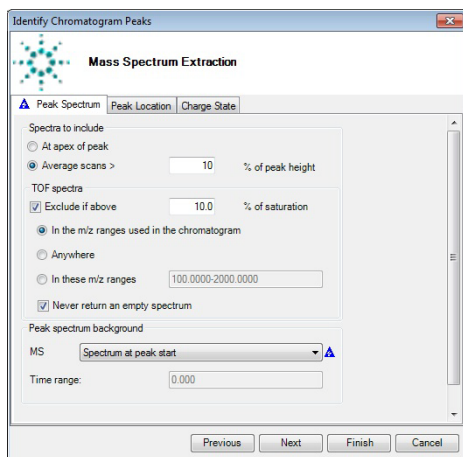 Identify Chromatogram Peaks
Mass Spectrum Extraction
Peak Spectrum Peak Location Charge State
Spectra to include
At apex of peak
Average scans > 10 % of peak height
TOF spectra
Exclude if above 10.0 % of saturation
In the m/z ranges used in the chromatogram
Anywhere
In these m/z ranges 100.0000-2000.0000
Never return an empty spectrum
Peak spectrum background
MS Spectrum at peak start
Time range: 0.000
Previous Next Finish Cancel